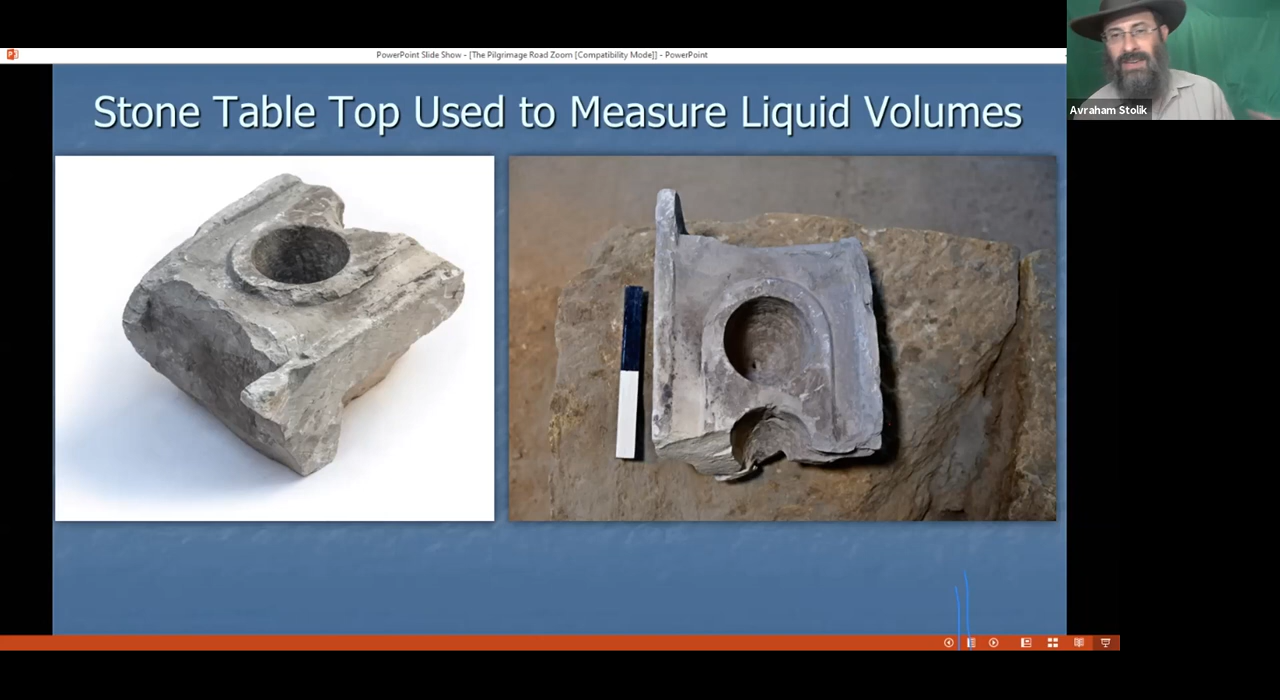 PowerPoint Slide Show - [The Pilgrimage Road Zoom [Compatibility Mode]] - PowerPoint
Stone Table Top Used to Measure Liquid Volumes
Avraham Stolik